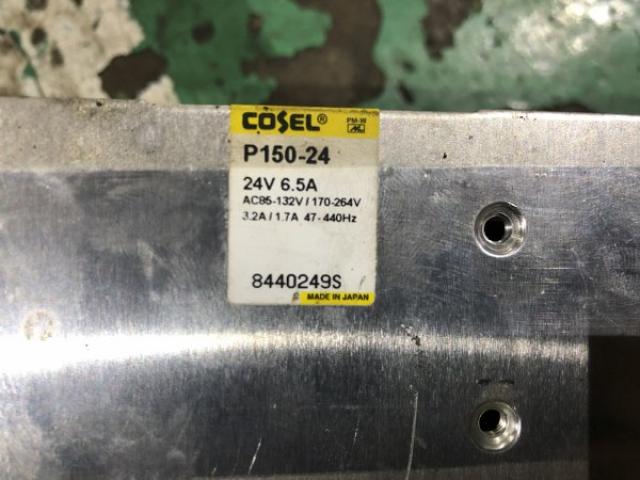 COSEL®
PM-W
P150-24
24V 6.5A
AC85-132V / 170-264V
3.2A / 1.7A 47-440Hz
8440249S
MADE IN JAPAN